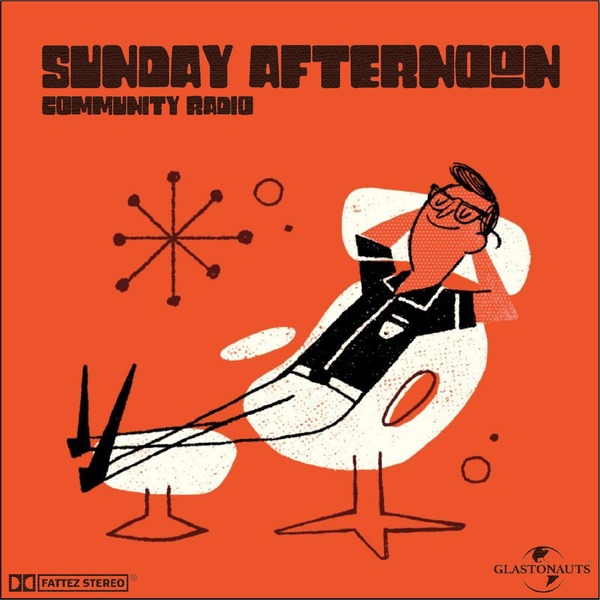 SUNDAY AFTERNOON
COMMUNITY RADIO
FATTEZ STEREO®
GLASTONAUTS